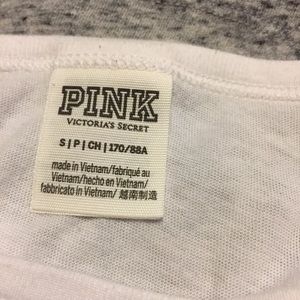 PINK
VICTORIA'S SECRET
S | P | CH | 170/88A
made in Vietnam/fabriqué au
Vietnam/hecho en Vietnam/
fabbricato in Vietnam/ 越南制造